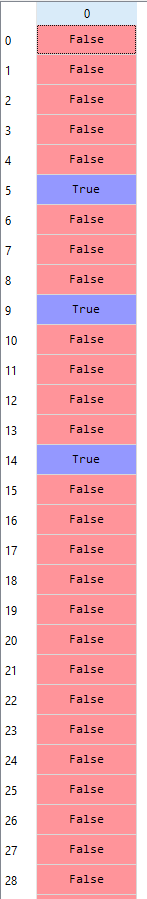 0
0 False
1 False
2 False
3 False
4 False
5 True
6 False
7 False
8 False
9 True
10 False
11 False
12 False
13 False
14 True
15 False
16 False
17 False
18 False
19 False
20 False
21 False
22 False
23 False
24 False
25 False
26 False
27 False
28 False